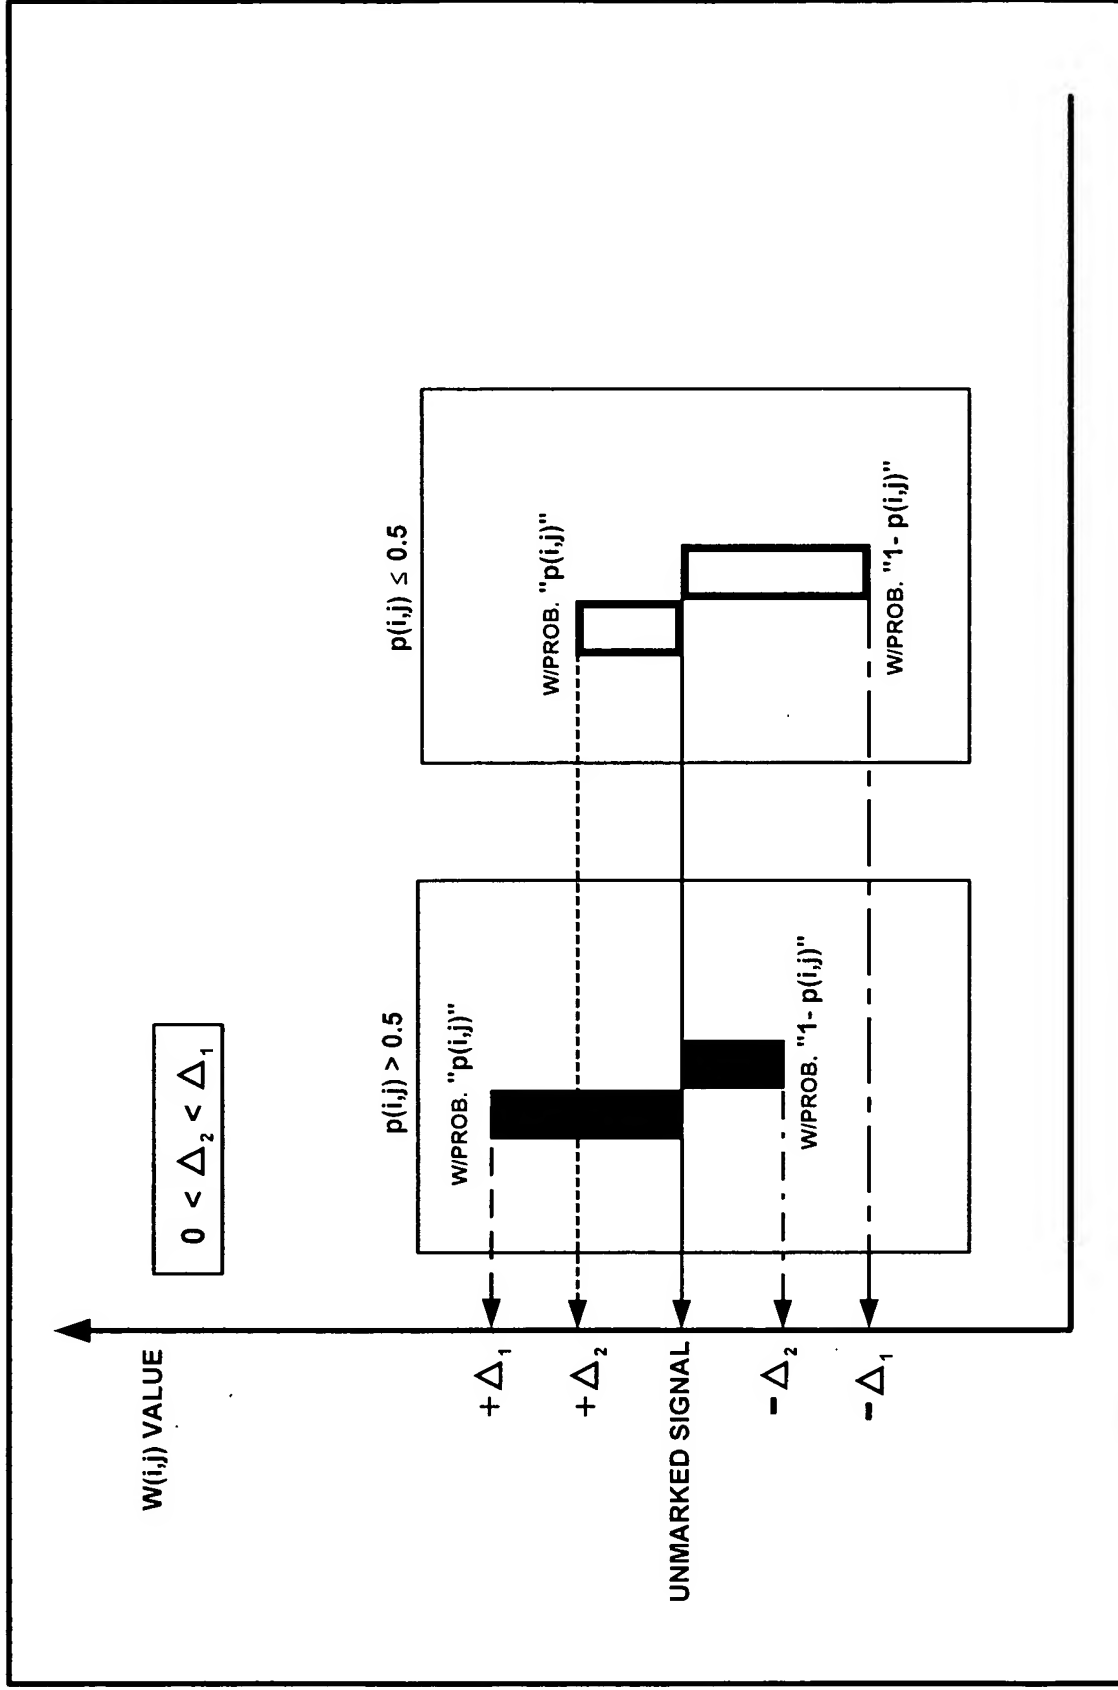 W(i,j) VALUE
0 < Δ₂ < Δ₁
p(i,j) > 0.5
p(i,j) ≤ 0.5
W/PROB. "p(i,j)"
W/PROB. "p(i,j)"
+Δ₁
+Δ₂
UNMARKED SIGNAL
-Δ₂
-Δ₁
W/PROB. "1- p(i,j)"
W/PROB. "1- p(i,j)"